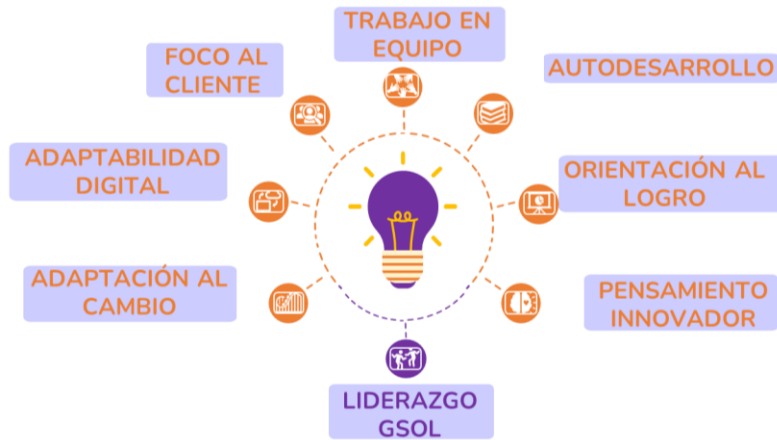 TRABAJO EN
EQUIPO
FOCO AL
CLIENTE
AUTODESARROLLO
ADAPTABILIDAD
DIGITAL
ORIENTACIÓN AL
LOGRO
ADAPTACIÓN AL
CAMBIO
PENSAMIENTO
INNOVADOR
LIDERAZGO
GSOL